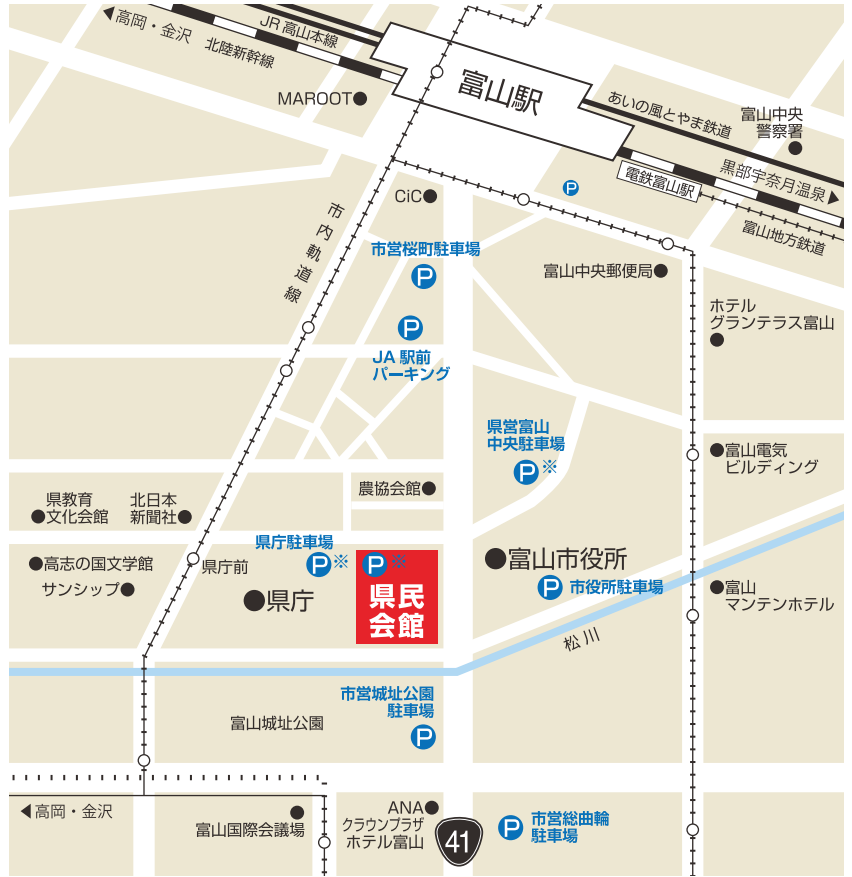 ◀高岡・金沢
JR高山本線
北陸新幹線
MAROOT
富山駅
あいの風とやま鉄道
富山中央
警察署
黒部宇奈月温泉▶
電鉄富山駅
富山地方鉄道
P
CiC
市内軌道線
市営桜町駐車場
P
富山中央郵便局
ホテル
グランテラス富山
P
JA 駅前
パーキング
県営富山
中央駐車場
P※
富山電気
ビルディング
農協会館
県教育
文化会館
北日本
新聞社
県庁駐車場
P※
P※
高志の国文学館
サンシップ
県庁前
県庁
県民
会館
富山市役所
P 市役所駐車場
富山
マンテンホテル
松川
市営城址公園
駐車場
P
富山城址公園
◀高岡・金沢
富山国際会議場
ANA
クラウンプラザ
ホテル富山
41
P
市営総曲輪
駐車場